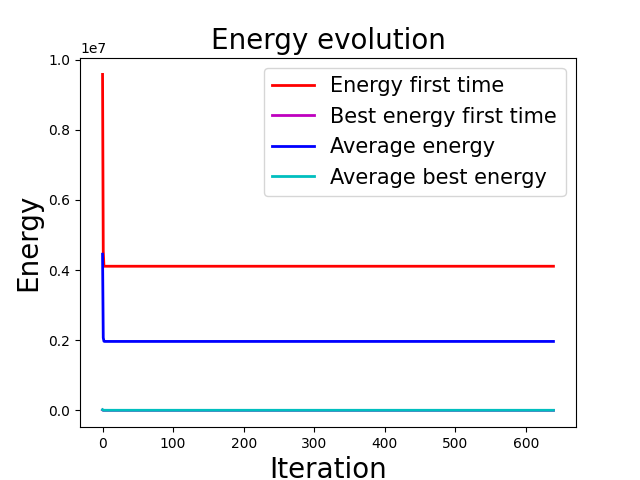 Energy evolution
1e7
1.0
0.8
0.6
0.4
0.2
0.0
Energy
Energy first time
Best energy first time
Average energy
Average best energy
0 100 200 300 400 500 600
Iteration